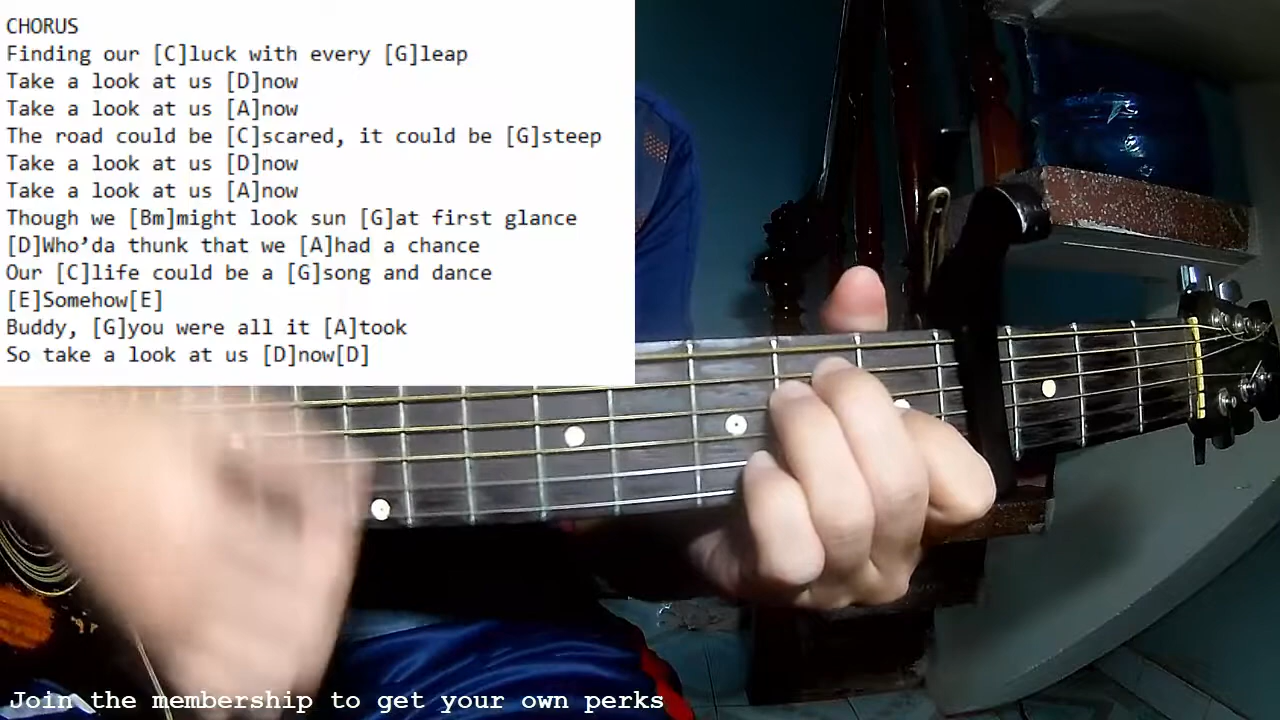 CHORUS
Finding our [C]luck with every [G]leap
Take a look at us [D]now
Take a look at us [A]now
The road could be [C]scared, it could be [G]steep
Take a look at us [D]now
Take a look at us [A]now
Though we [Bm]might look sun [G]at first glance
[D]Who’da thunk that we [A]had a chance
Our [C]life could be a [G]song and dance
[E]Somehow[E]
Buddy, [G]you were all it [A]took
So take a look at us [D]now[D]
Join the membership to get your own perks